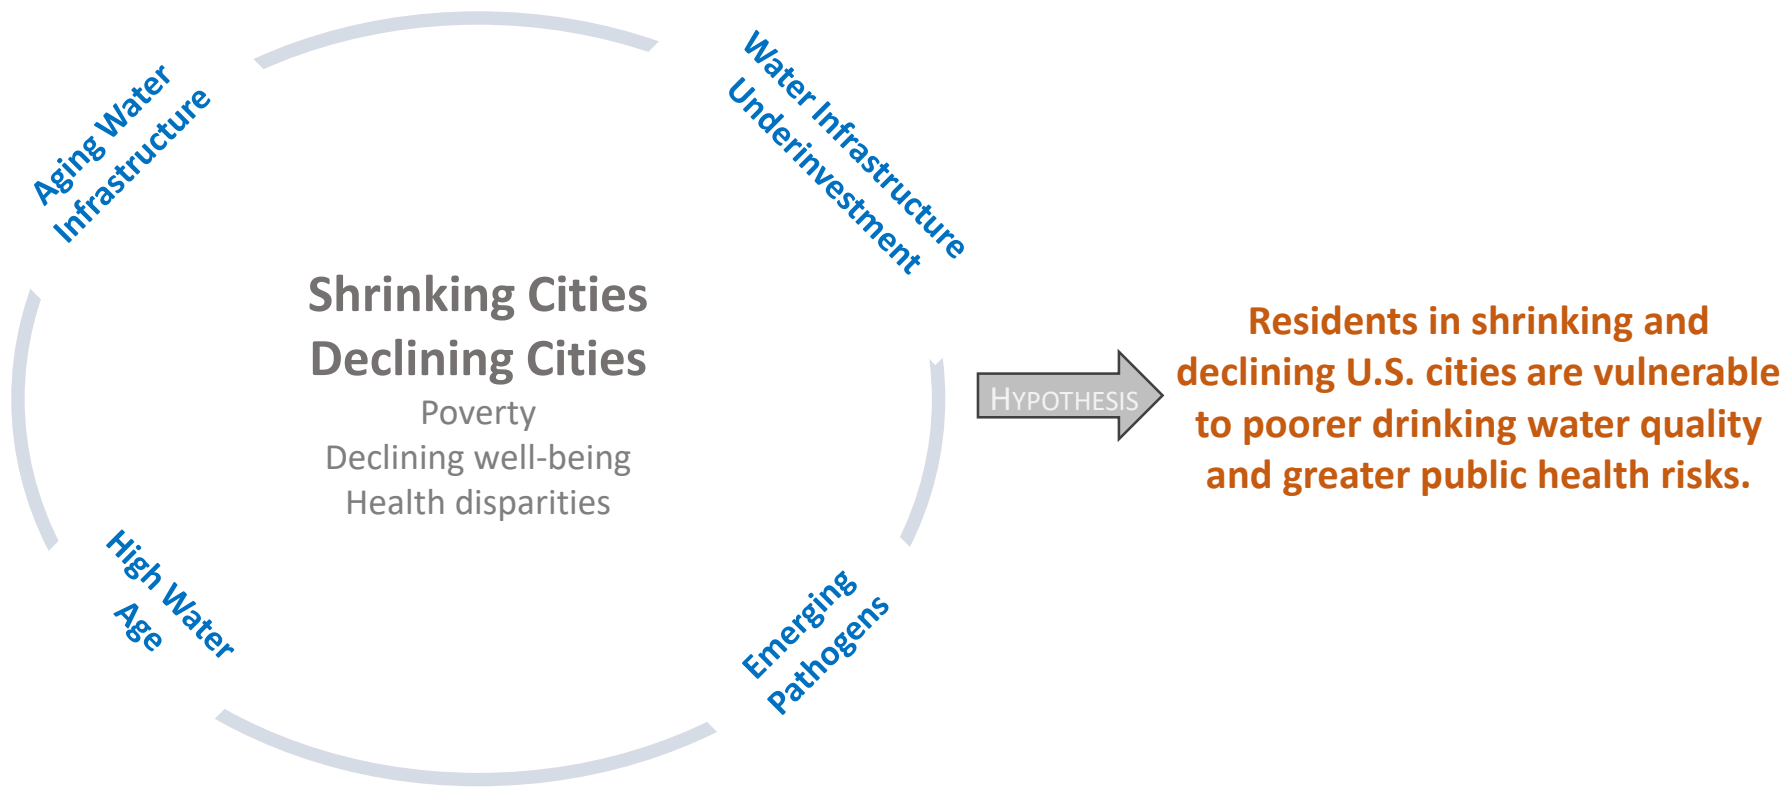 Aging Water
Infrastructure
Water Infrastructure
Underinvestment
Shrinking Cities
Declining Cities
Poverty
Declining well-being
Health disparities
High Water
Age
Emerging
Pathogens
HYPOTHESIS
Residents in shrinking and
declining U.S. cities are vulnerable
to poorer drinking water quality
and greater public health risks.